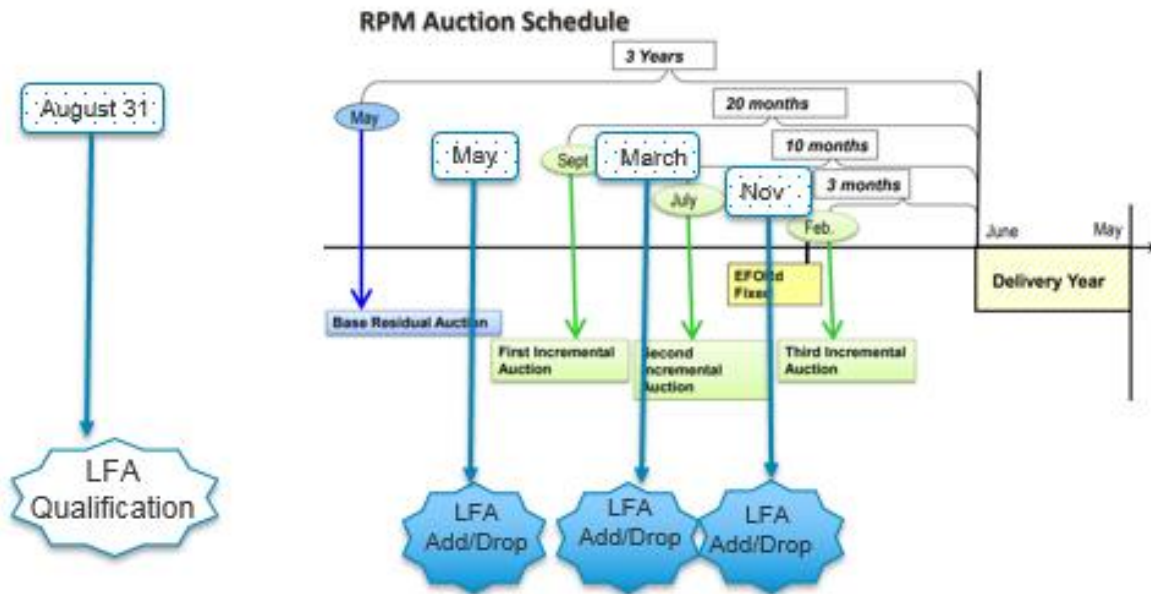 RPM Auction Schedule
3 Years
August 31
May
20 months
May
Sept
March
10 months
July
Nov
3 months
Feb.
June
May
Fixed
Delivery Year
Base Residual Auction
First Incremental
Auction
Second
Incremental
Auction
Third Incremental
Auction
LFA
Qualification
LFA
Add/Drop
LFA
Add/Drop
LFA
Add/Drop